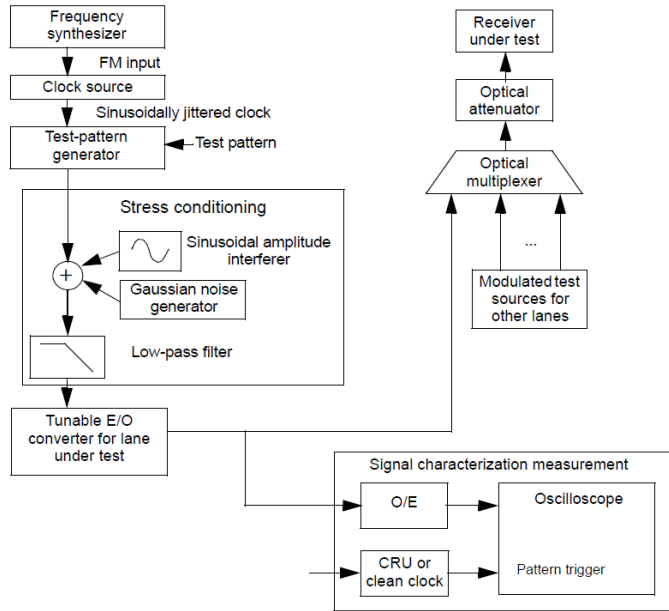 Frequency
synthesizer
FM input
Clock source
Sinusoidally jittered clock
Test-pattern
generator
Test pattern
Stress conditioning
Sinusoidal amplitude
interferer
+
Gaussian noise
generator
Low-pass filter
Tunable E/O
converter for lane
under test
Receiver
under test
Optical
attenuator
Optical
multiplexer
...
Modulated test
sources for
other lanes
Signal characterization measurement
O/E
Oscilloscope
CRU or
clean clock
Pattern trigger